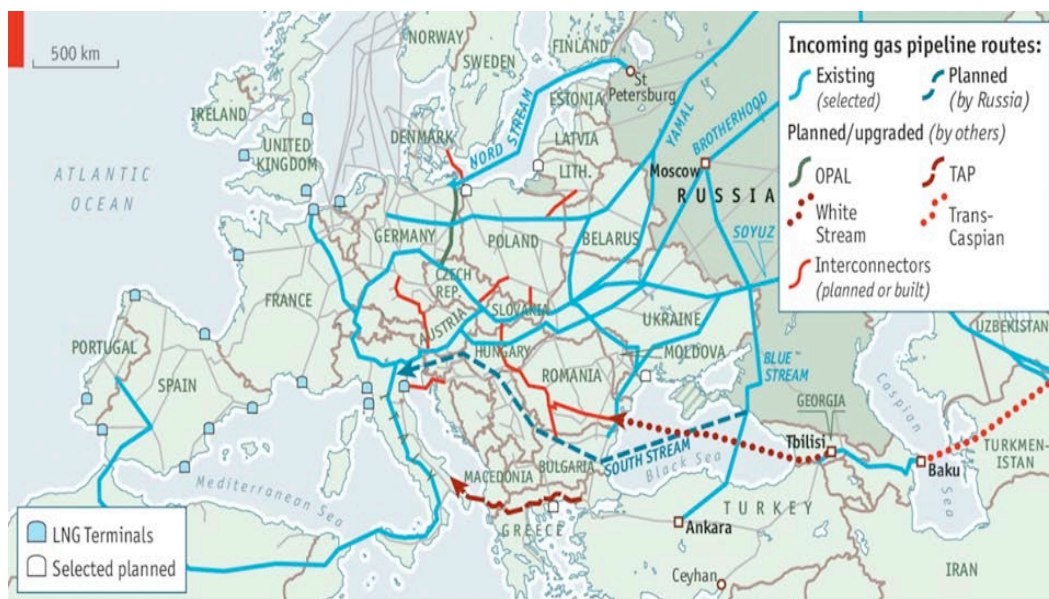 500 km
NORWAY
SWEDEN
FINLAND
St
Petersburg
ESTONIA
LATVIA
LITH.
IRELAND
UNITED
KINGDOM
DENMARK
NORD STREAM
YAMAL
BROTHERHOOD
Moscow
RUSSIA
ATLANTIC
OCEAN
GERMANY
POLAND
BELARUS
SOYUZ
CZECH
REP.
FRANCE
SLOVAKIA
AUSTRIA
UKRAINE
HUNGARY
MOLDOVA
ROMANIA
BLUE
STREAM
PORTUGAL
SPAIN
GEORGIA
Tbilisi
Caspian
Sea
UZBEKISTAN
TURKMEN-
ISTAN
Baku
SOUTH STREAM
Black Sea
BULGARIA
MACEDONIA
Mediterranean Sea
GREECE
TURKEY
Ankara
Ceyhan
IRAN
Incoming gas pipeline routes:
Existing
(selected)
Planned
(by Russia)
Planned/upgraded (by others)
OPAL
TAP
White
Stream
Trans-
Caspian
Interconnectors
(planned or built)
LNG Terminals
Selected planned